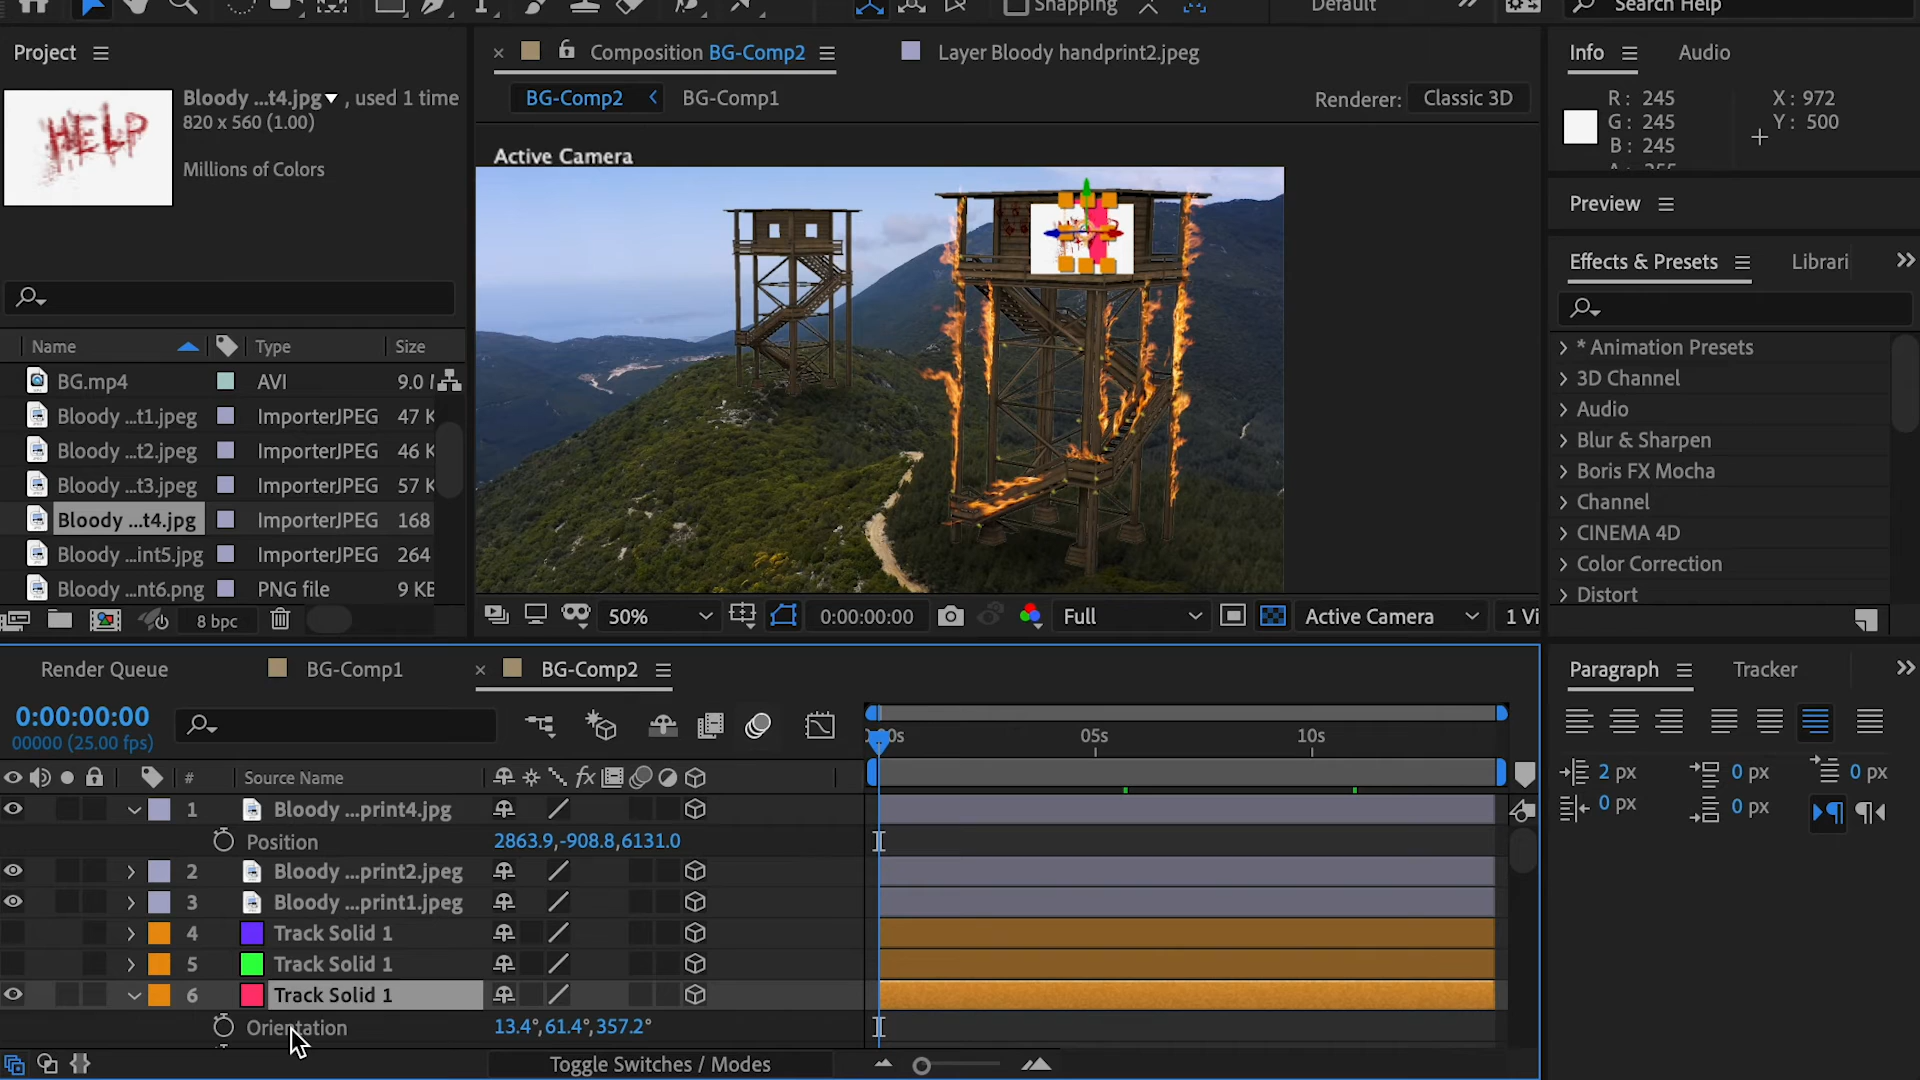 Snapping
Default
Search Help
Project
Composition BG-Comp2
Layer Bloody handprint2.jpeg
Info
Audio
Bloody ...t4.jpg , used 1 time
820 x 560 (1.00)
Millions of Colors
HELP
BG-Comp2
BG-Comp1
Renderer:
Classic 3D
R: 245
G: 245
B: 245
X: 972
Y: 500
Active Camera
Preview
Effects & Presets
Librari
Name
Type
Size
BG.mp4
AVI
9.0
Bloody ...t1.jpeg
ImporterJPEG
47 K
Bloody ...t2.jpeg
ImporterJPEG
46 K
Bloody ...t3.jpeg
ImporterJPEG
57 K
Bloody ...t4.jpg
ImporterJPEG
168
Bloody ...int5.jpg
ImporterJPEG
264
Bloody ...nt6.png
PNG file
9 KE
8 bpc
* Animation Presets
3D Channel
Audio
Blur & Sharpen
Boris FX Mocha
Channel
CINEMA 4D
Color Correction
Distort
50%
0:00:00:00
Full
Active Camera
1 Vi
Render Queue
BG-Comp1
BG-Comp2
Paragraph
Tracker
0:00:00:00
00000 (25.00 fps)
05s
10s
#
Source Name
1
Bloody ...print4.jpg
Position
2863.9,-908.8,6131.0
2
Bloody ...print2.jpeg
3
Bloody ...print1.jpeg
4
Track Solid 1
5
Track Solid 1
6
Track Solid 1
Orientation
13.4°,61.4°,357.2°
Toggle Switches / Modes
2 px
0 px
0 px
0 px
0 px